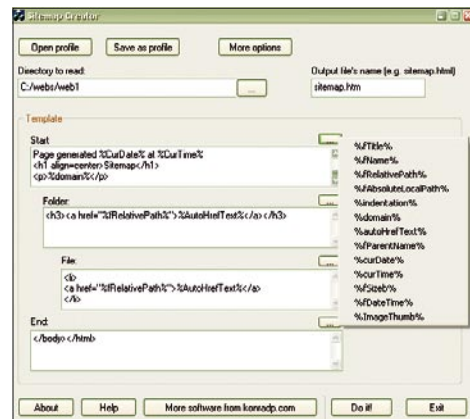 Sitemap Creator
Open profile Save as profile More options
Directory to read: Output file's name (e.g. sitemap.html)
C:/webs/web1 ... sitemap.htm
Template
Start ...
Page generated %CurDate% at %CurTime%
<h1 align=center>Sitemap</h1>
<p>%domain%</p>
Folder: ...
<h3><a href="%fRelativePath%">%AutoHrefText%</a></h3>
File: ...
<li>
<a href="%fRelativePath%">%AutoHrefText%</a>
</li>
End: ...
</body></html>
%fTitle%
%fName%
%fRelativePath%
%fAbsoluteLocalPath%
%indentation%
%domain%
%autoHrefText%
%fParentName%
%curDate%
%curTime%
%fSizeb%
%fDateTime%
%ImageThumb%
About Help More software from konradp.com Do it! Exit